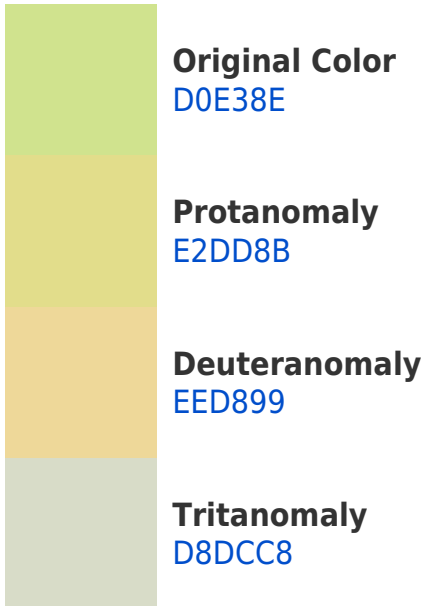 Original Color
D0E38E
Protanomaly
E2DD8B
Deuteranomaly
EED899
Tritanomaly
D8DCC8